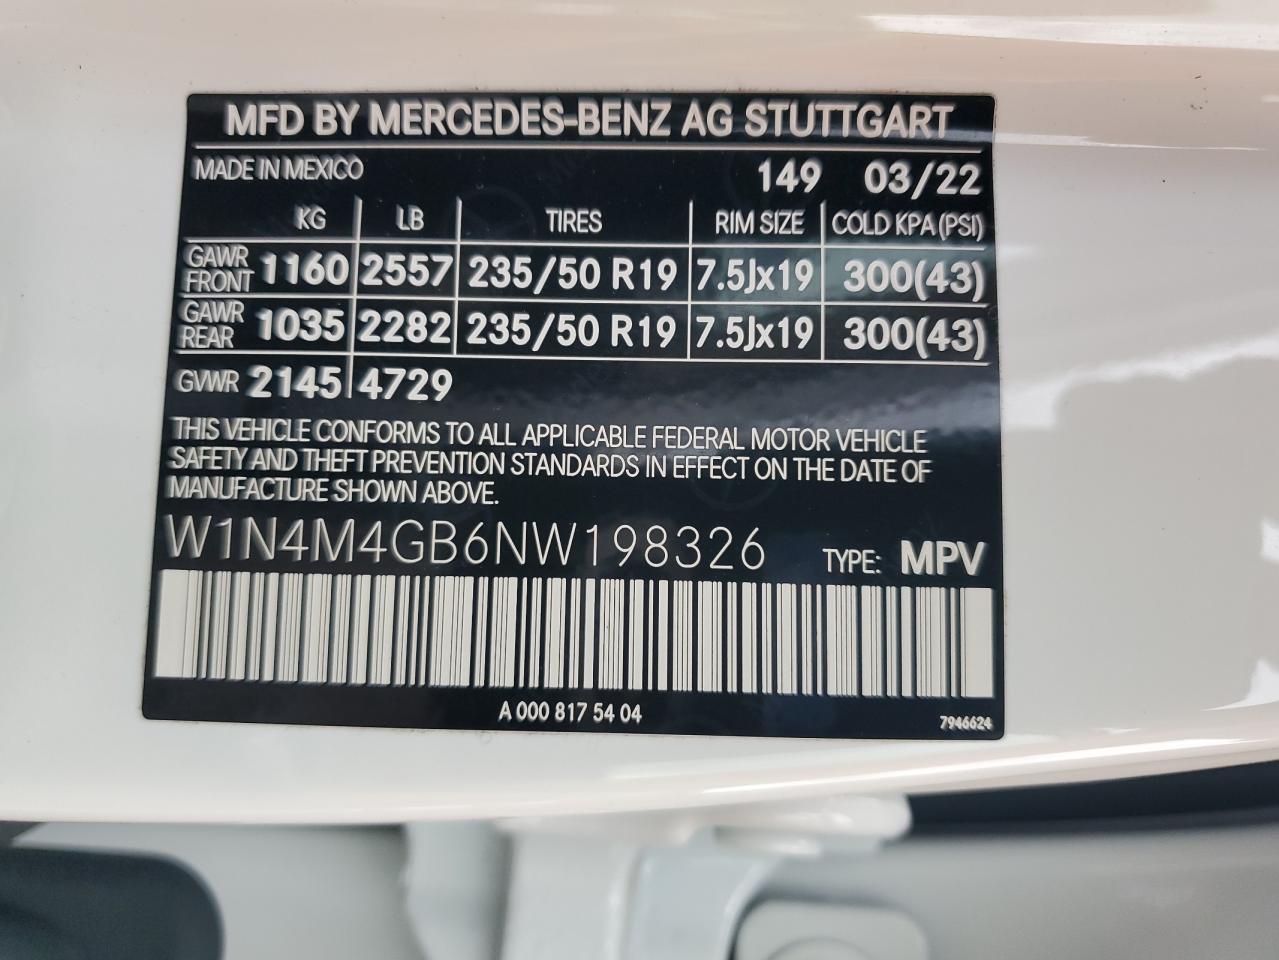 MFD BY MERCEDES-BENZ AG STUTTGART
MADE IN MEXICO 149 03/22
KG LB TIRES RIM SIZE COLD KPA (PSI)
GAWR FRONT 1160 2557 235/50 R19 7.5Jx19 300(43)
GAWR REAR 1035 2282 235/50 R19 7.5Jx19 300(43)
GVWR 2145 4729
THIS VEHICLE CONFORMS TO ALL APPLICABLE FEDERAL MOTOR VEHICLE
SAFETY AND THEFT PREVENTION STANDARDS IN EFFECT ON THE DATE OF
MANUFACTURE SHOWN ABOVE.
W1N4M4GB6NW198326 TYPE: MPV
A 000 817 54 04
7946624